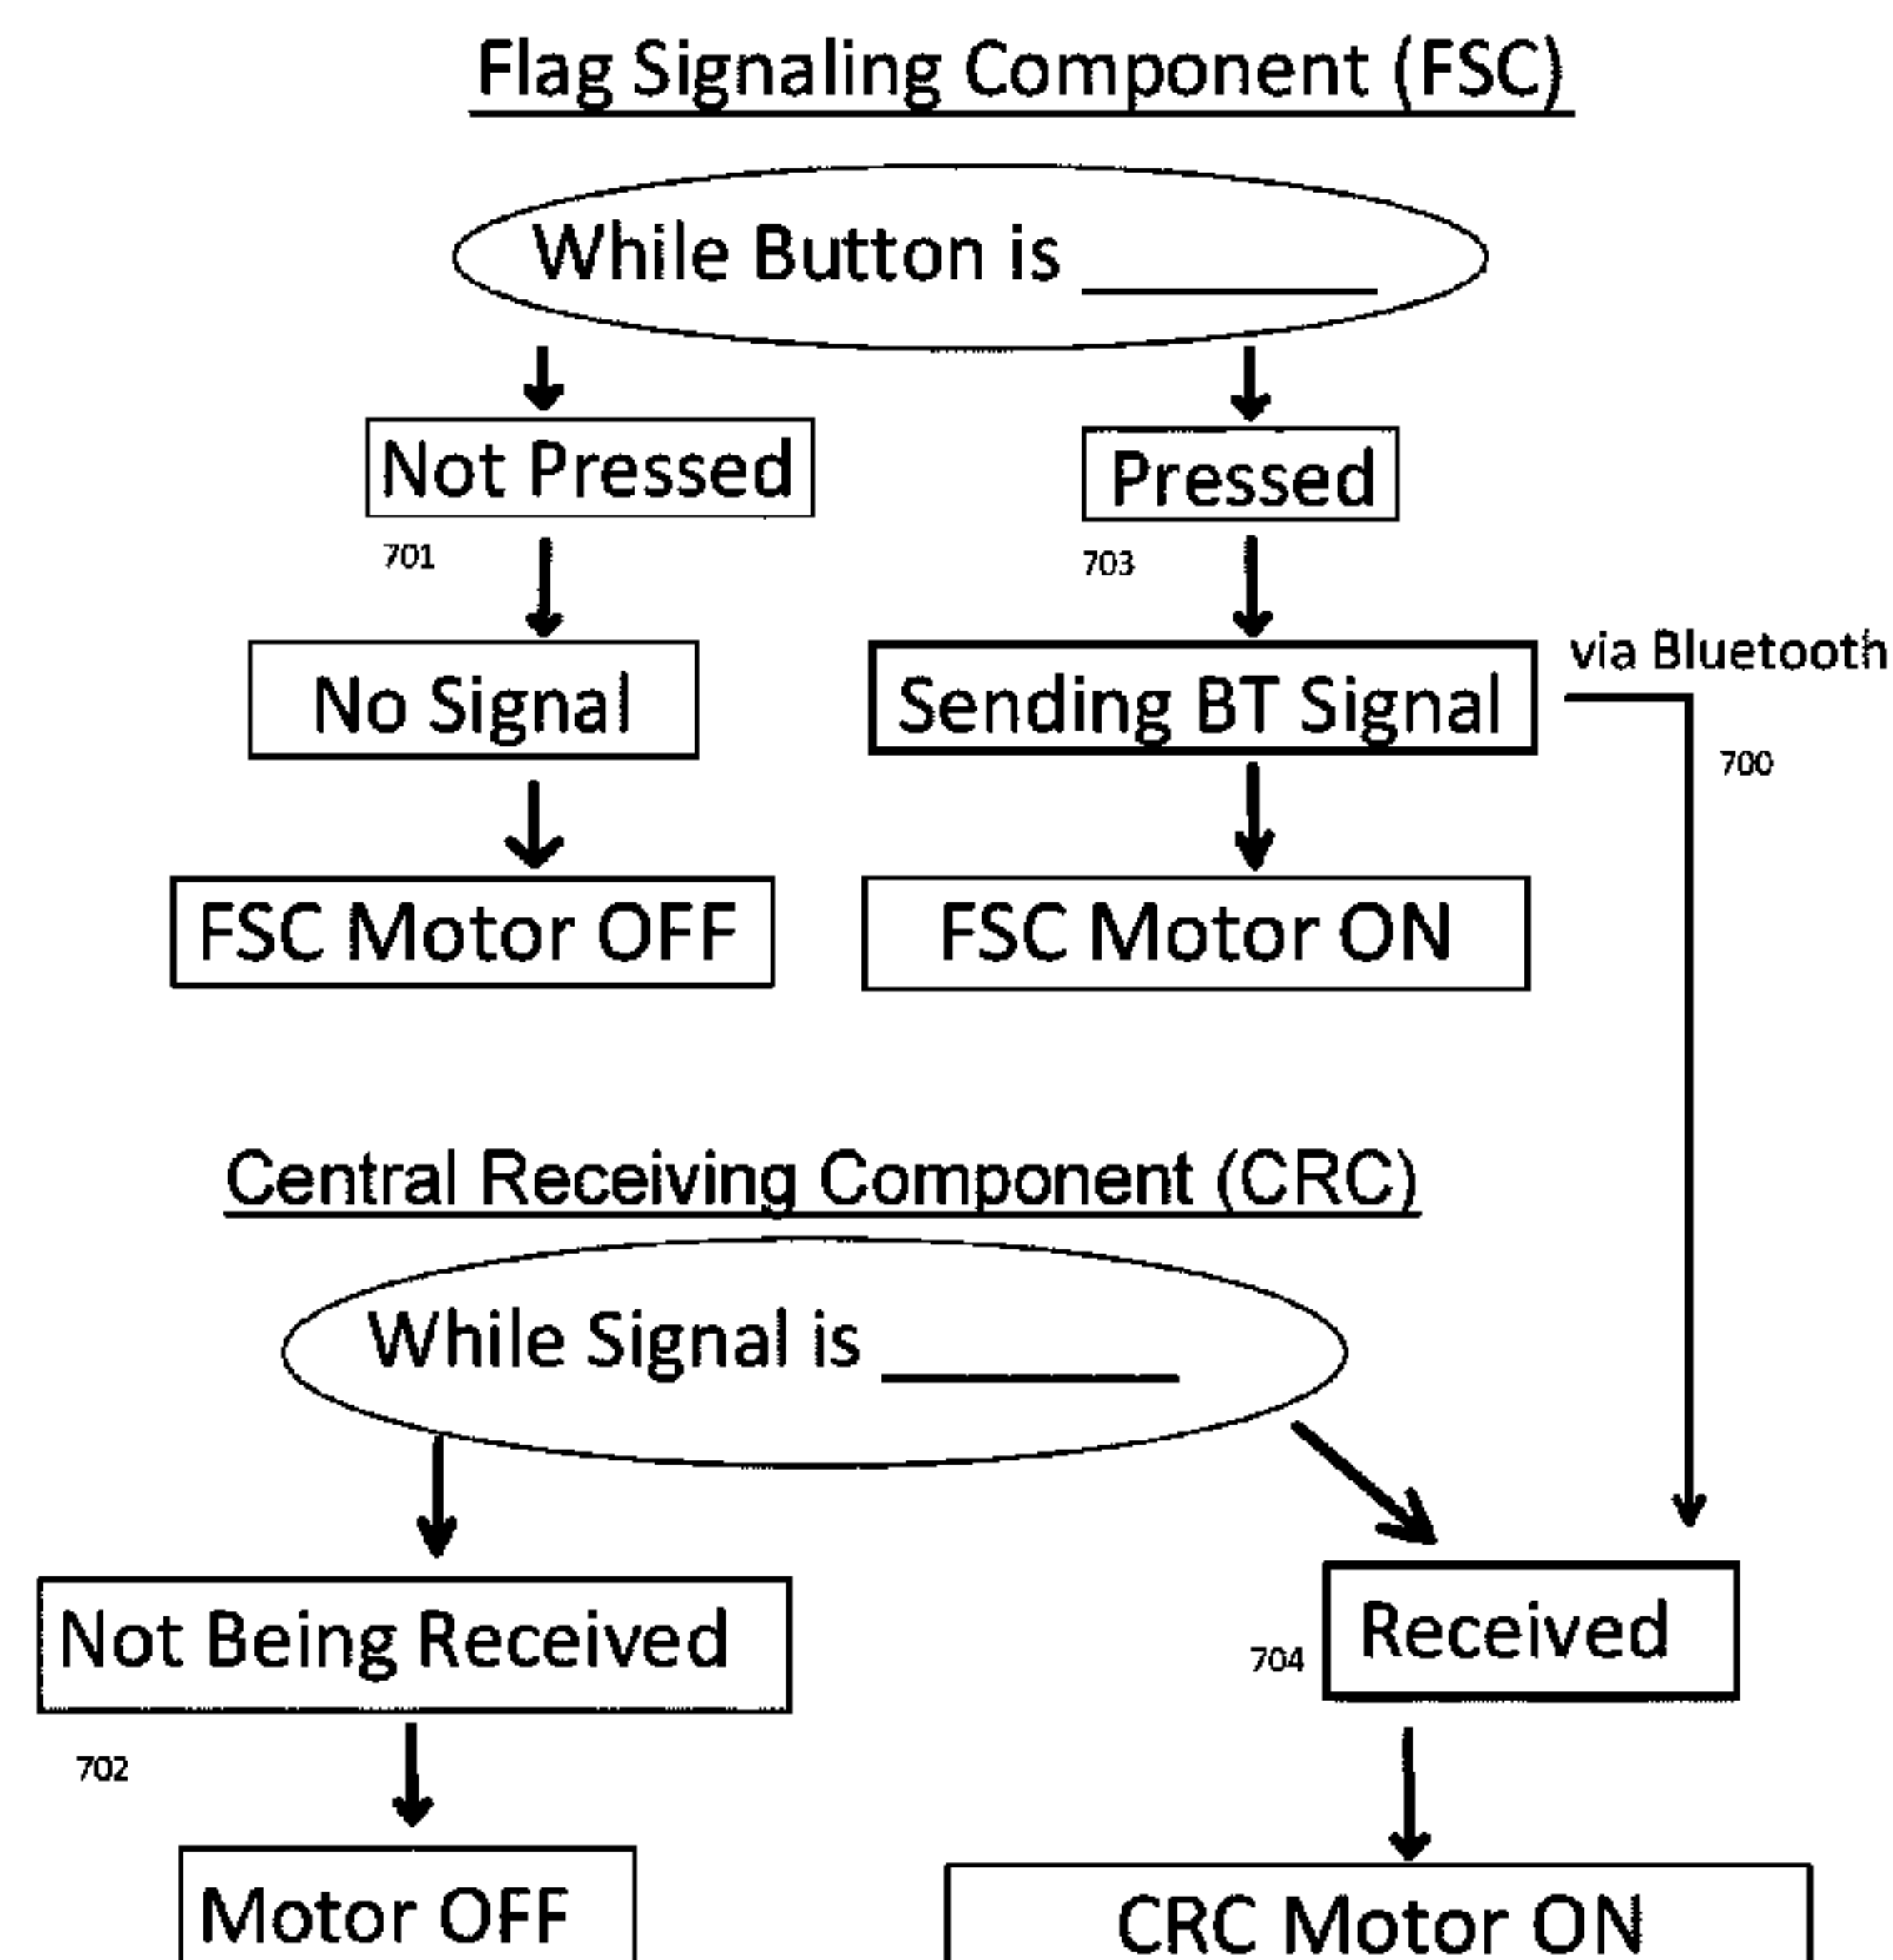 Flag Signaling Component (FSC)
While Button is __________
Not Pressed
Pressed
701
703
No Signal
Sending BT Signal
via Bluetooth
700
FSC Motor OFF
FSC Motor ON
Central Receiving Component (CRC)
While Signal is __________
Not Being Received
Received
704
702
Motor OFF
CRC Motor ON